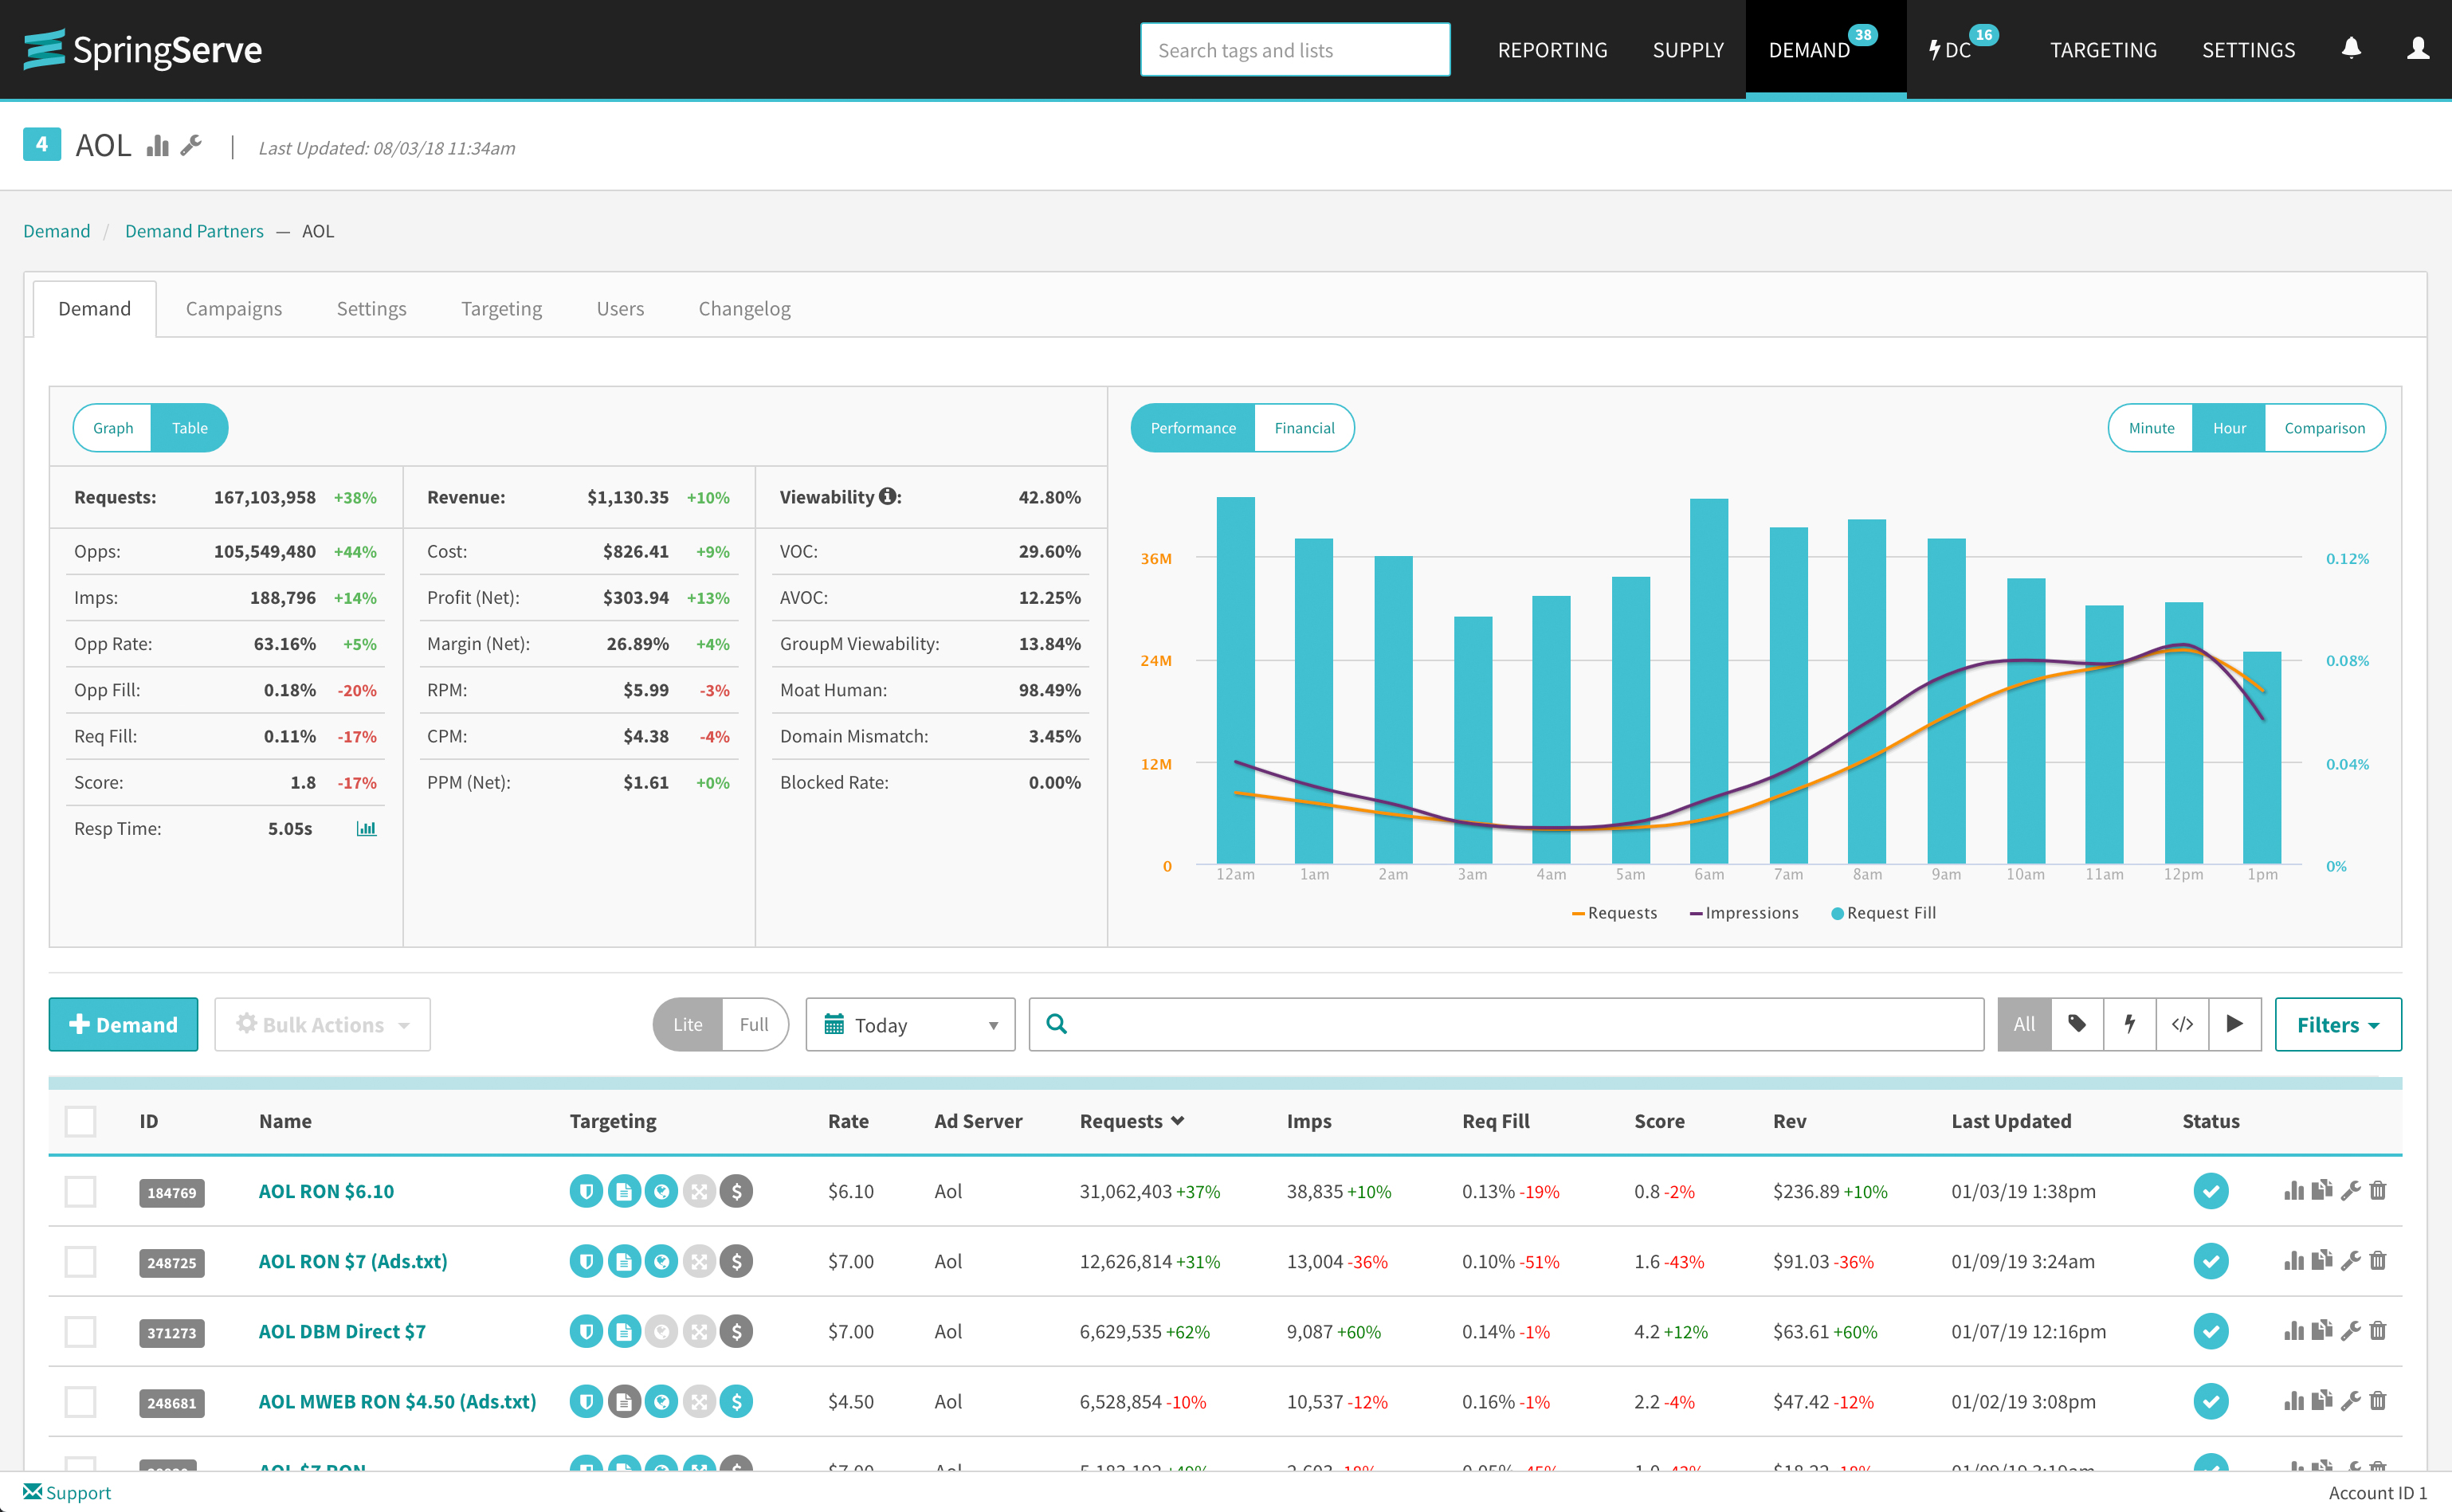 SpringServe
Search tags and lists
REPORTING SUPPLY DEMAND 38 DC 16 TARGETING SETTINGS
4 AOL | Last Updated: 08/03/18 11:34am
Demand / Demand Partners — AOL
Demand Campaigns Settings Targeting Users Changelog
Graph Table
Requests: 167,103,958 +38%
Opps: 105,549,480 +44%
Imps: 188,796 +14%
Opp Rate: 63.16% +5%
Opp Fill: 0.18% -20%
Req Fill: 0.11% -17%
Score: 1.8 -17%
Resp Time: 5.05s
Revenue: $1,130.35 +10%
Cost: $826.41 +9%
Profit (Net): $303.94 +13%
Margin (Net): 26.89% +4%
RPM: $5.99 -3%
CPM: $4.38 -4%
PPM (Net): $1.61 +0%
Viewability : 42.80%
VOC: 29.60%
AVOC: 12.25%
GroupM Viewability: 13.84%
Moat Human: 98.49%
Domain Mismatch: 3.45%
Blocked Rate: 0.00%
Performance Financial Minute Hour Comparison
36M 0.12%
24M 0.08%
12M 0.04%
0 0%
12am 1am 2am 3am 4am 5am 6am 7am 8am 9am 10am 11am 12pm 1pm
Requests Impressions Request Fill
Demand Bulk Actions Lite Full Today All </> Filters
ID Name Targeting Rate Ad Server Requests Imps Req Fill Score Rev Last Updated Status
184769 AOL RON $6.10 $ $6.10 Aol 31,062,403 +37% 38,835 +10% 0.13% -19% 0.8 -2% $236.89 +10% 01/03/19 1:38pm
248725 AOL RON $7 (Ads.txt) $ $7.00 Aol 12,626,814 +31% 13,004 -36% 0.10% -51% 1.6 -43% $91.03 -36% 01/09/19 3:24am
371273 AOL DBM Direct $7 $ $7.00 Aol 6,629,535 +62% 9,087 +60% 0.14% -1% 4.2 +12% $63.61 +60% 01/07/19 12:16pm
248681 AOL MWEB RON $4.50 (Ads.txt) $ $4.50 Aol 6,528,854 -10% 10,537 -12% 0.16% -1% 2.2 -4% $47.42 -12% 01/02/19 3:08pm
AOL $7 RON $7.00 Aol
Support
Account ID 1